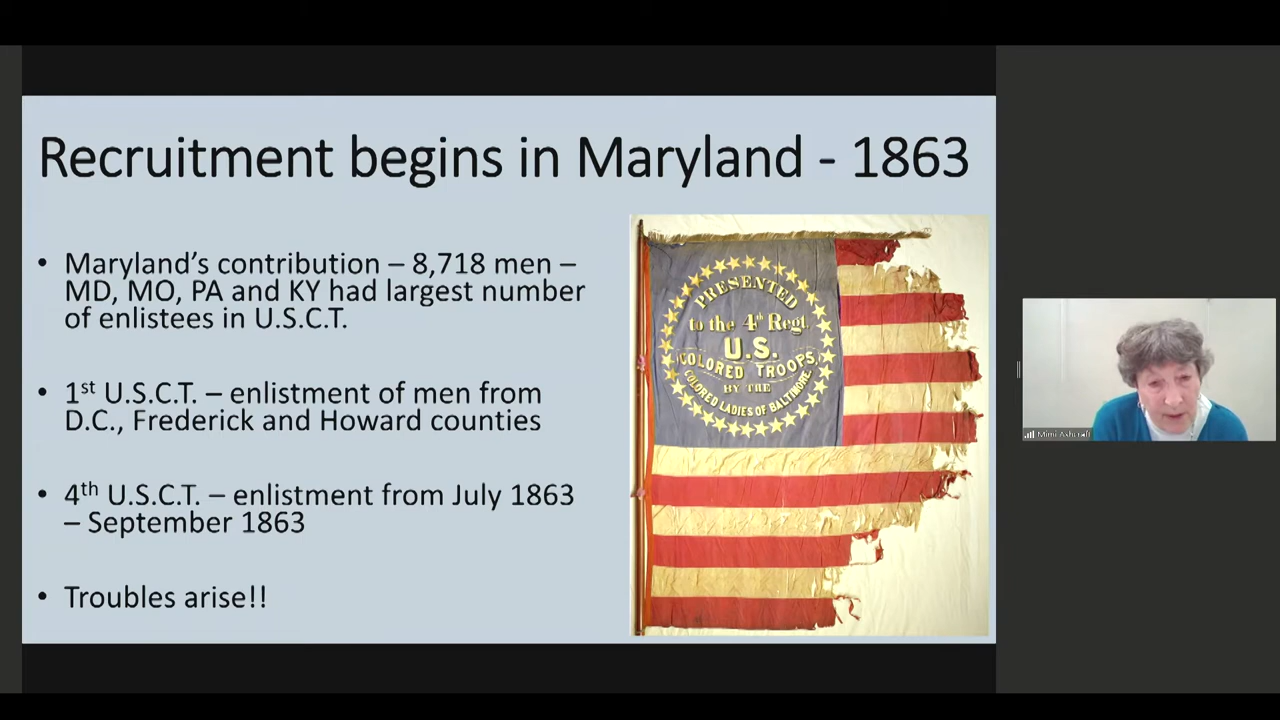 Recruitment begins in Maryland - 1863
• Maryland's contribution – 8,718 men –
MD, MO, PA and KY had largest number
of enlistees in U.S.C.T.
• 1st U.S.C.T. – enlistment of men from
D.C., Frederick and Howard counties
• 4th U.S.C.T. – enlistment from July 1863
– September 1863
• Troubles arise!!
PRESENTED
to the 4th Regt.
U.S.
COLORED TROOPS,
BY THE
COLORED LADIES OF BALTIMORE.
Mimi Ashcraft